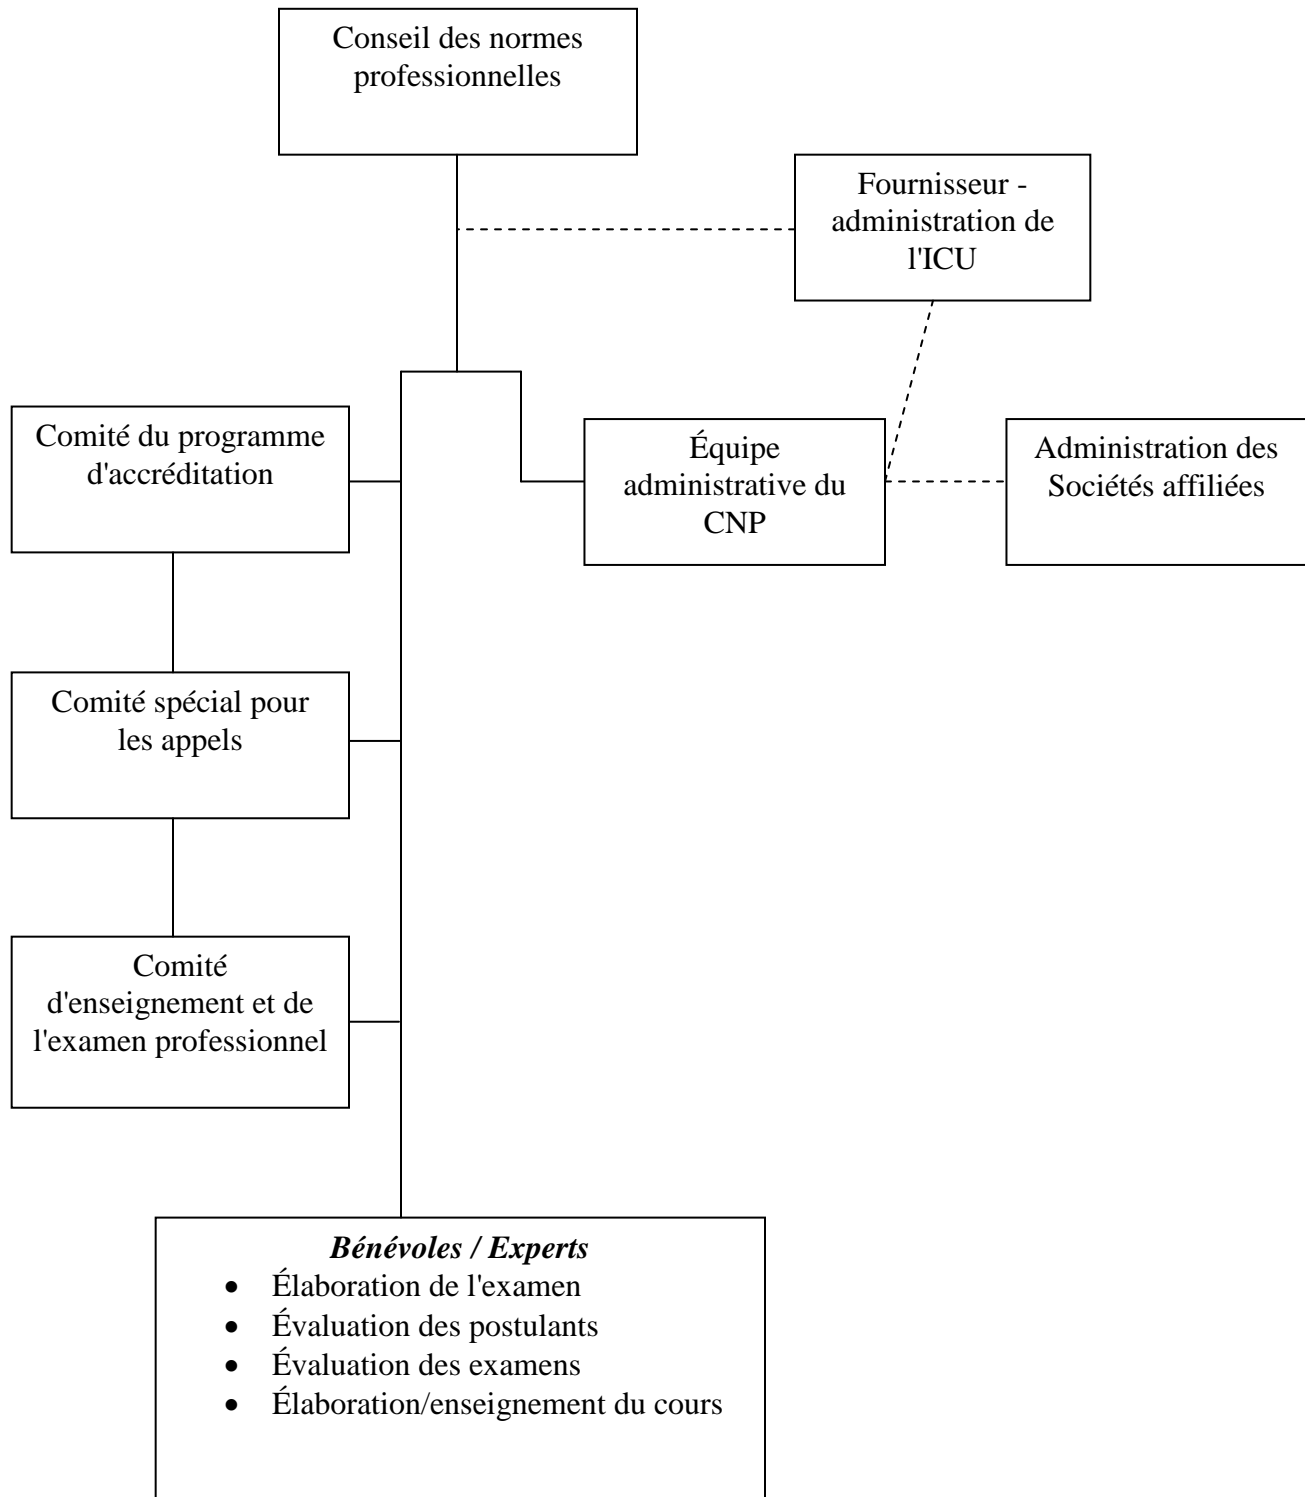 Conseil des normes
professionnelles
Fournisseur -
administration de
l'ICU
Comité du programme
d'accréditation
Équipe
administrative du
CNP
Administration des
Sociétés affiliées
Comité spécial pour
les appels
Comité
d'enseignement et de
l'examen professionnel
Bénévoles / Experts
• Élaboration de l'examen
• Évaluation des postulants
• Évaluation des examens
• Élaboration/enseignement du cours